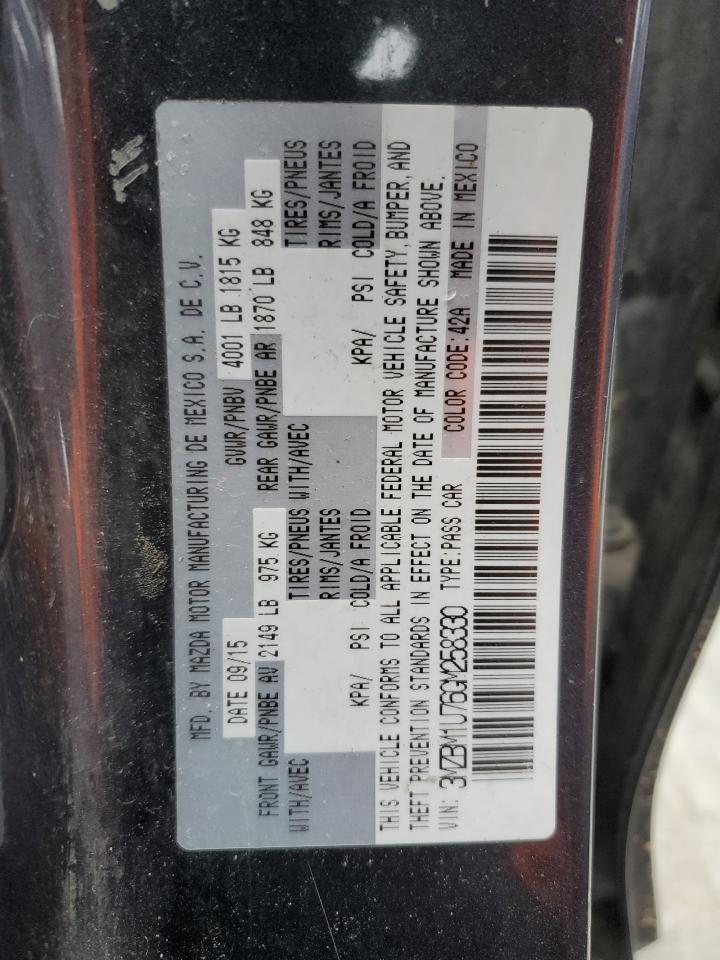 MFD. BY MAZDA MOTOR MANUFACTURING DE MEXICO S.A. DE C.V.
DATE 09/15 GVWR/PNBV 4001 LB 1815 KG
FRONT GAWR/PNBE AV 2149 LB 975 KG REAR GAWR/PNBE AR 1870 LB 848 KG
WITH/AVEC TIRES/PNEUS WITH/AVEC TIRES/PNEUS
RIMS/JANTES RIMS/JANTES
KPA/ PSI COLD/A FROID KPA/ PSI COLD/A FROID
THIS VEHICLE CONFORMS TO ALL APPLICABLE FEDERAL MOTOR VEHICLE SAFETY, BUMPER, AND
THEFT PREVENTION STANDARDS IN EFFECT ON THE DATE OF MANUFACTURE SHOWN ABOVE.
VIN: 3MZBM1U76GM258330 TYPE:PASS CAR COLOR CODE:42A MADE IN MEXICO